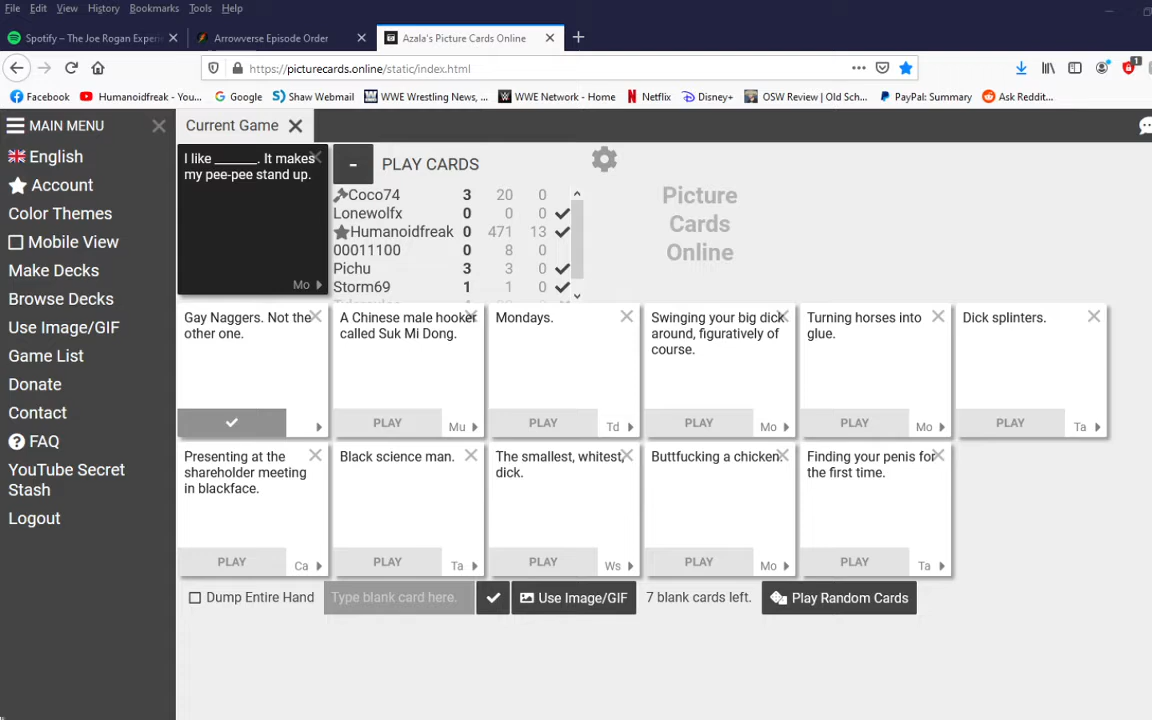 File Edit View History Bookmarks Tools Help
Spotify – The Joe Rogan Experi
Arrowverse Episode Order
Azala's Picture Cards Online
https://picturecards.online/static/index.html
1
Facebook
Humanoidfreak - You...
Google
Shaw Webmail
WWE Wrestling News, ...
WWE Network - Home
Netflix
Disney+
OSW Review | Old Sch...
PayPal: Summary
Ask Reddit...
MAIN MENU
Current Game
English
Account
Color Themes
Mobile View
Make Decks
Browse Decks
Use Image/GIF
Game List
Donate
Contact
FAQ
YouTube Secret
Stash
Logout
I like ______. It makes
my pee-pee stand up.
Mo
- PLAY CARDS
Coco74 3 20 0
Lonewolfx 0 0 0
Humanoidfreak 0 471 13
00011100 0 8 0
Pichu 3 3 0
Storm69 1 1 0
Picture
Cards
Online
Gay Naggers. Not the
other one.
A Chinese male hooker
called Suk Mi Dong.
PLAY Mu
Mondays.
PLAY Td
Swinging your big dick
around, figuratively of
course.
PLAY Mo
Turning horses into
glue.
PLAY Mo
Dick splinters.
PLAY Ta
Presenting at the
shareholder meeting
in blackface.
PLAY Ca
Black science man.
PLAY Ta
The smallest, whitest,
dick.
PLAY Ws
Buttfucking a chicken.
PLAY Mo
Finding your penis for
the first time.
PLAY Ta
Dump Entire Hand
Type blank card here.
Use Image/GIF
7 blank cards left.
Play Random Cards